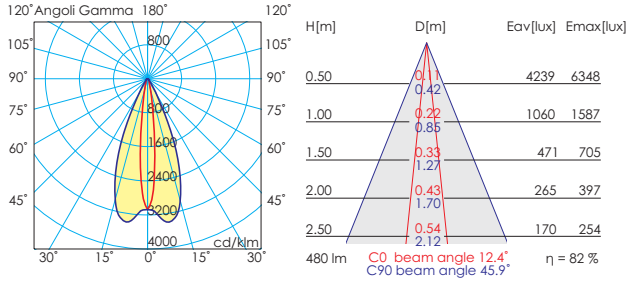 120° Angoli Gamma 180° 120°
800
105° 105°
90° 90°
800
75° 75°
1600
60° 60°
2400
45° 45°
3200
4000 cd/klm
30° 15° 0° 15° 30°
H[m] D[m] Eav[lux] Emax[lux]
0.50 0.11 4239 6348
0.42
1.00 0.22 1060 1587
0.85
1.50 0.33 471 705
1.27
2.00 0.43 265 397
1.70
2.50 0.54 170 254
2.12
480 lm C0 beam angle 12.4° η = 82 %
C90 beam angle 45.9°